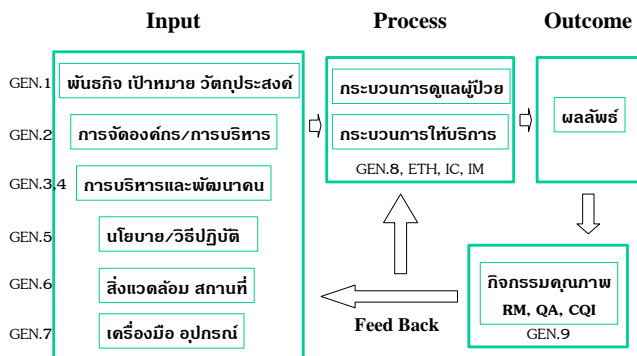 Input
Process
Outcome
GEN.1
พันธกิจ เป้าหมาย วัตถุประสงค์
GEN.2
การจัดองค์กร/การบริหาร
GEN.3,4
การบริหารและพัฒนาคน
GEN.5
นโยบาย/วิธีปฏิบัติ
GEN.6
สิ่งแวดล้อม สถานที่
GEN.7
เครื่องมือ อุปกรณ์
กระบวนการดูแลผู้ป่วย
กระบวนการให้บริการ
GEN.8, ETH, IC, IM
ผลลัพธ์
กิจกรรมคุณภาพ
RM, QA, CQI
GEN.9
Feed Back